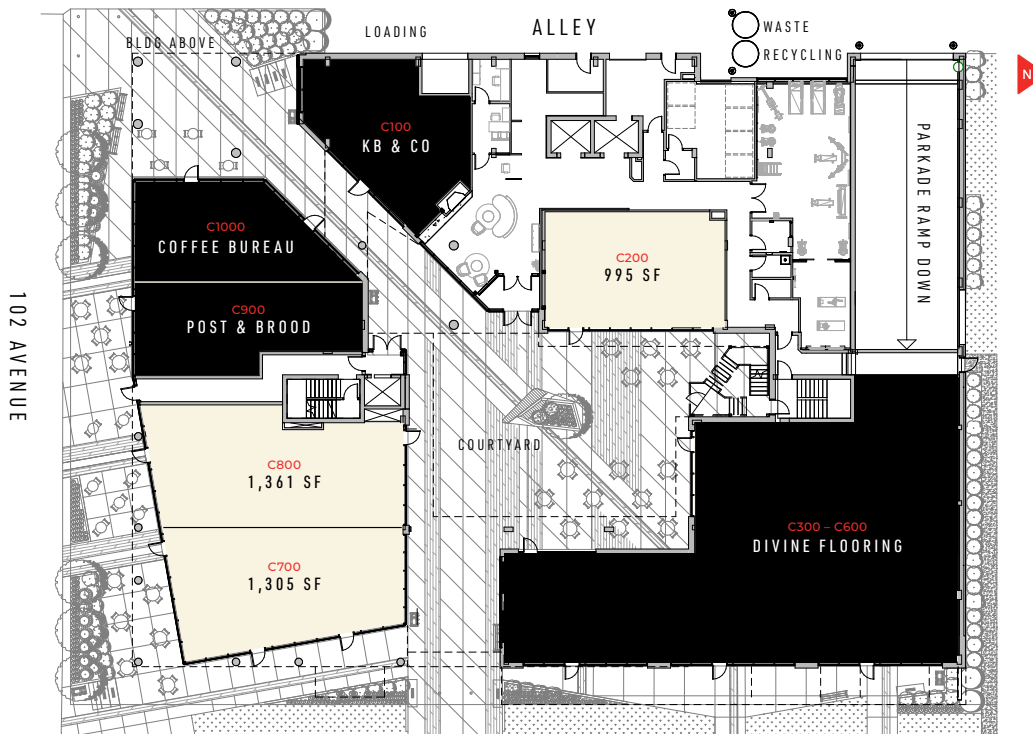 ALLEY
WASTE
LOADING
BLDG ABOVE
RECYCLING
N
C100
KB & CO
PARKADE RAMP DOWN
C1000
COFFEE BUREAU
C200
995 SF
C900
POST & BROOD
102 AVENUE
COURTYARD
C800
1,361 SF
C300 – C600
DIVINE FLOORING
C700
1,305 SF